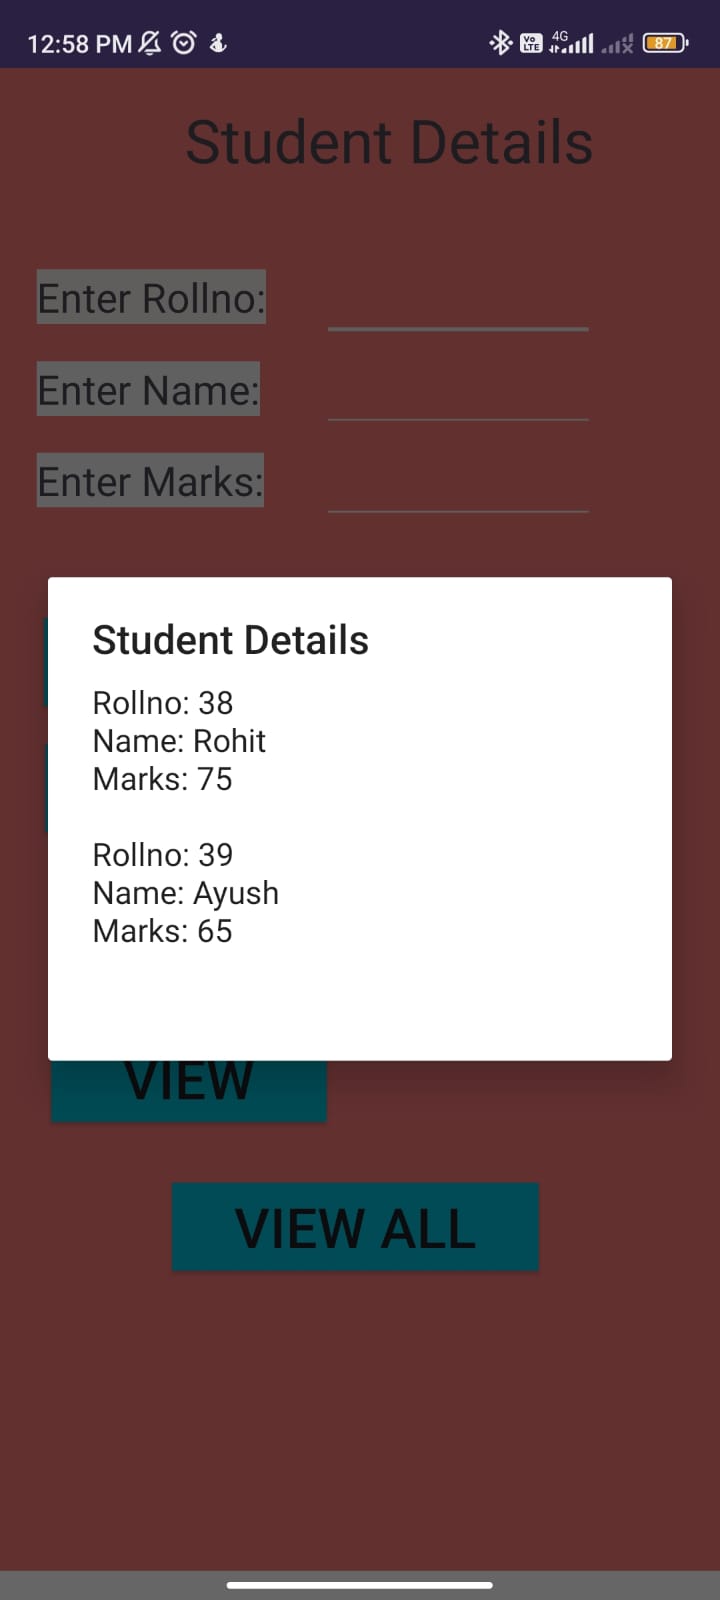 12:58 PM
Vo LTE 4G 87
Student Details
Enter Rollno:
Enter Name:
Enter Marks:
Student Details
Rollno: 38
Name: Rohit
Marks: 75
Rollno: 39
Name: Ayush
Marks: 65
VIEW
VIEW ALL